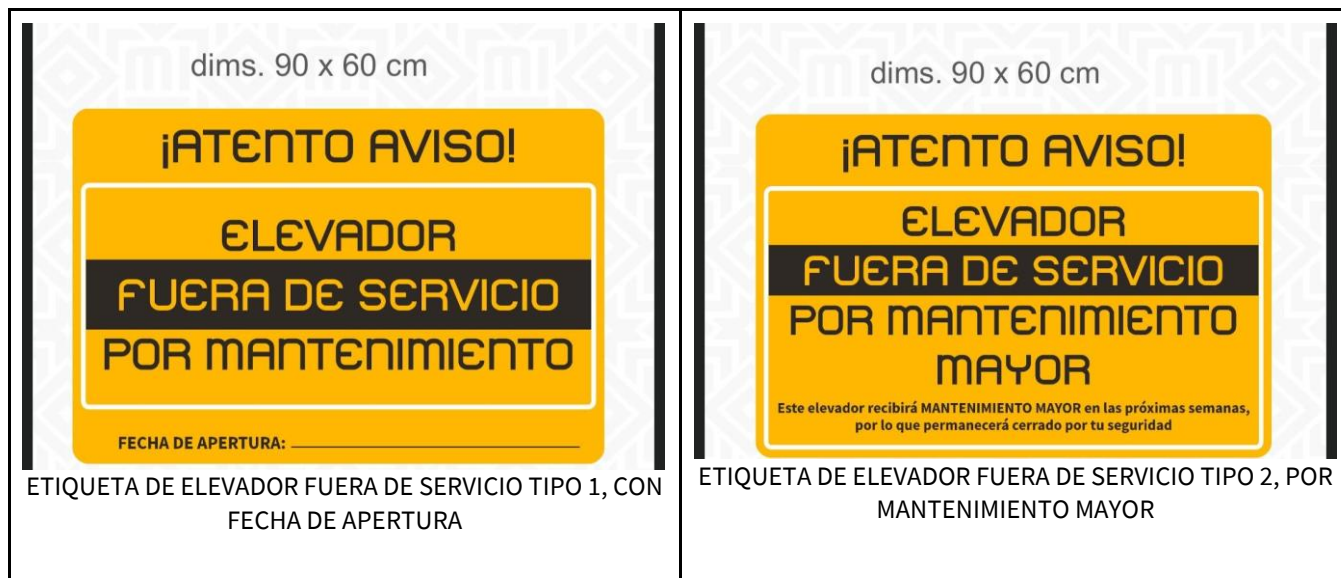 dims. 90 x 60 cm
¡ATENTO AVISO!
ELEVADOR
FUERA DE SERVICIO
POR MANTENIMIENTO
FECHA DE APERTURA:
ETIQUETA DE ELEVADOR FUERA DE SERVICIO TIPO 1, CON
FECHA DE APERTURA
dims. 90 x 60 cm
¡ATENTO AVISO!
ELEVADOR
FUERA DE SERVICIO
POR MANTENIMIENTO
MAYOR
Este elevador recibirá MANTENIMIENTO MAYOR en las próximas semanas,
por lo que permanecerá cerrado por tu seguridad
ETIQUETA DE ELEVADOR FUERA DE SERVICIO TIPO 2, POR
MANTENIMIENTO MAYOR